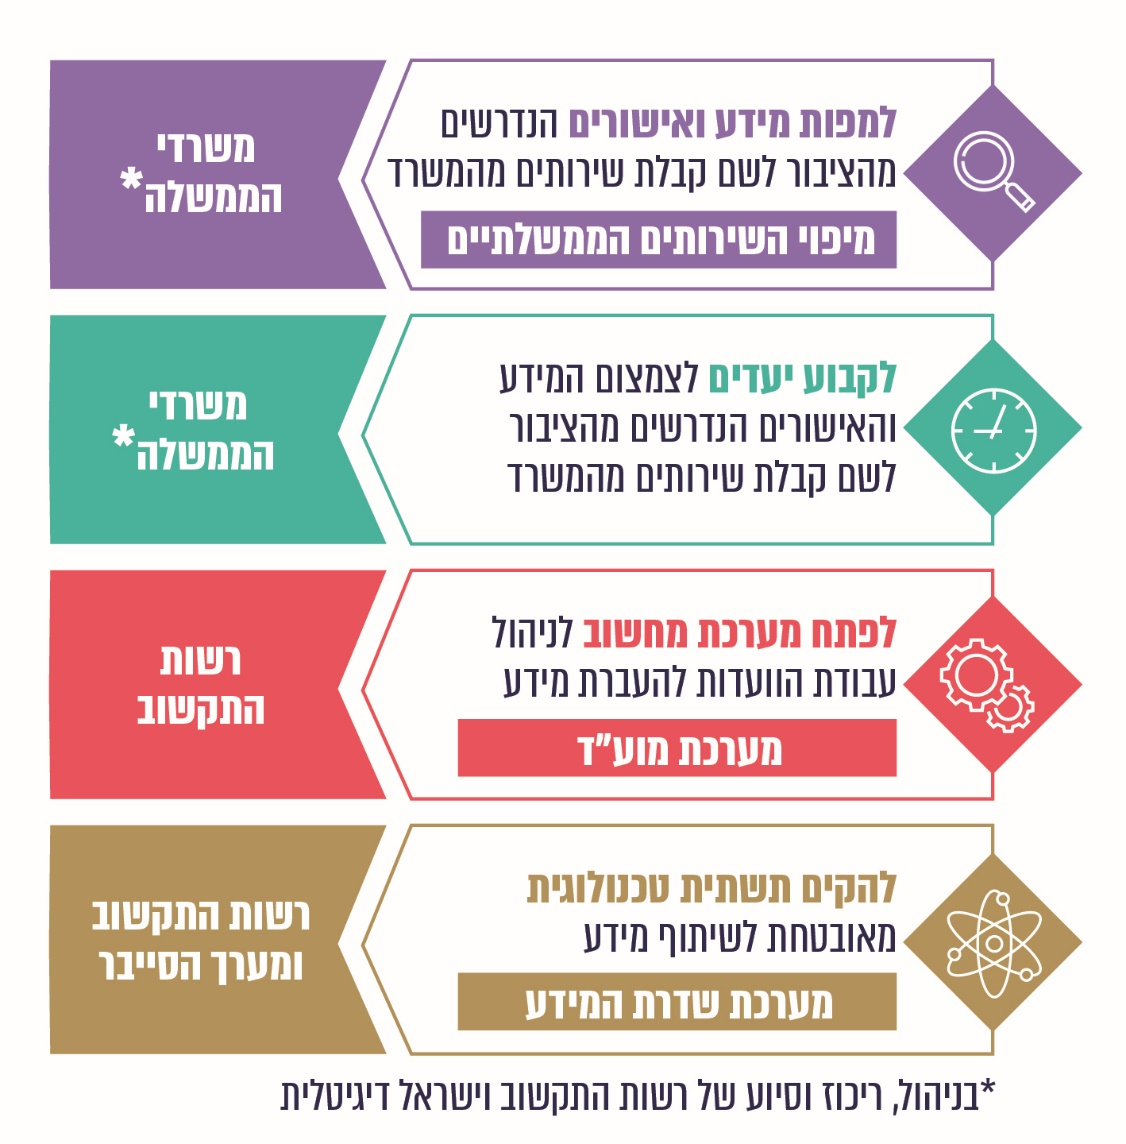 למפות מידע ואישורים הנדרשים
מהציבור לשם קבלת שירותים מהמשרד
מיפוי השירותים הממשלתיים
משרדי
הממשלה*
לקבוע יעדים לצמצום המידע
והאישורים הנדרשים מהציבור
לשם קבלת שירותים מהמשרד
משרדי
הממשלה*
לפתח מערכת מחשוב לניהול
עבודת הוועדות להעברת מידע
מערכת מוע"ד
רשות
התקשוב
להקים תשתית טכנולוגית
מאובטחת לשיתוף מידע
מערכת שדרת המידע
רשות התקשוב
ומערך הסייבר
*בניהול, ריכוז וסיוע של רשות התקשוב וישראל דיגיטלית